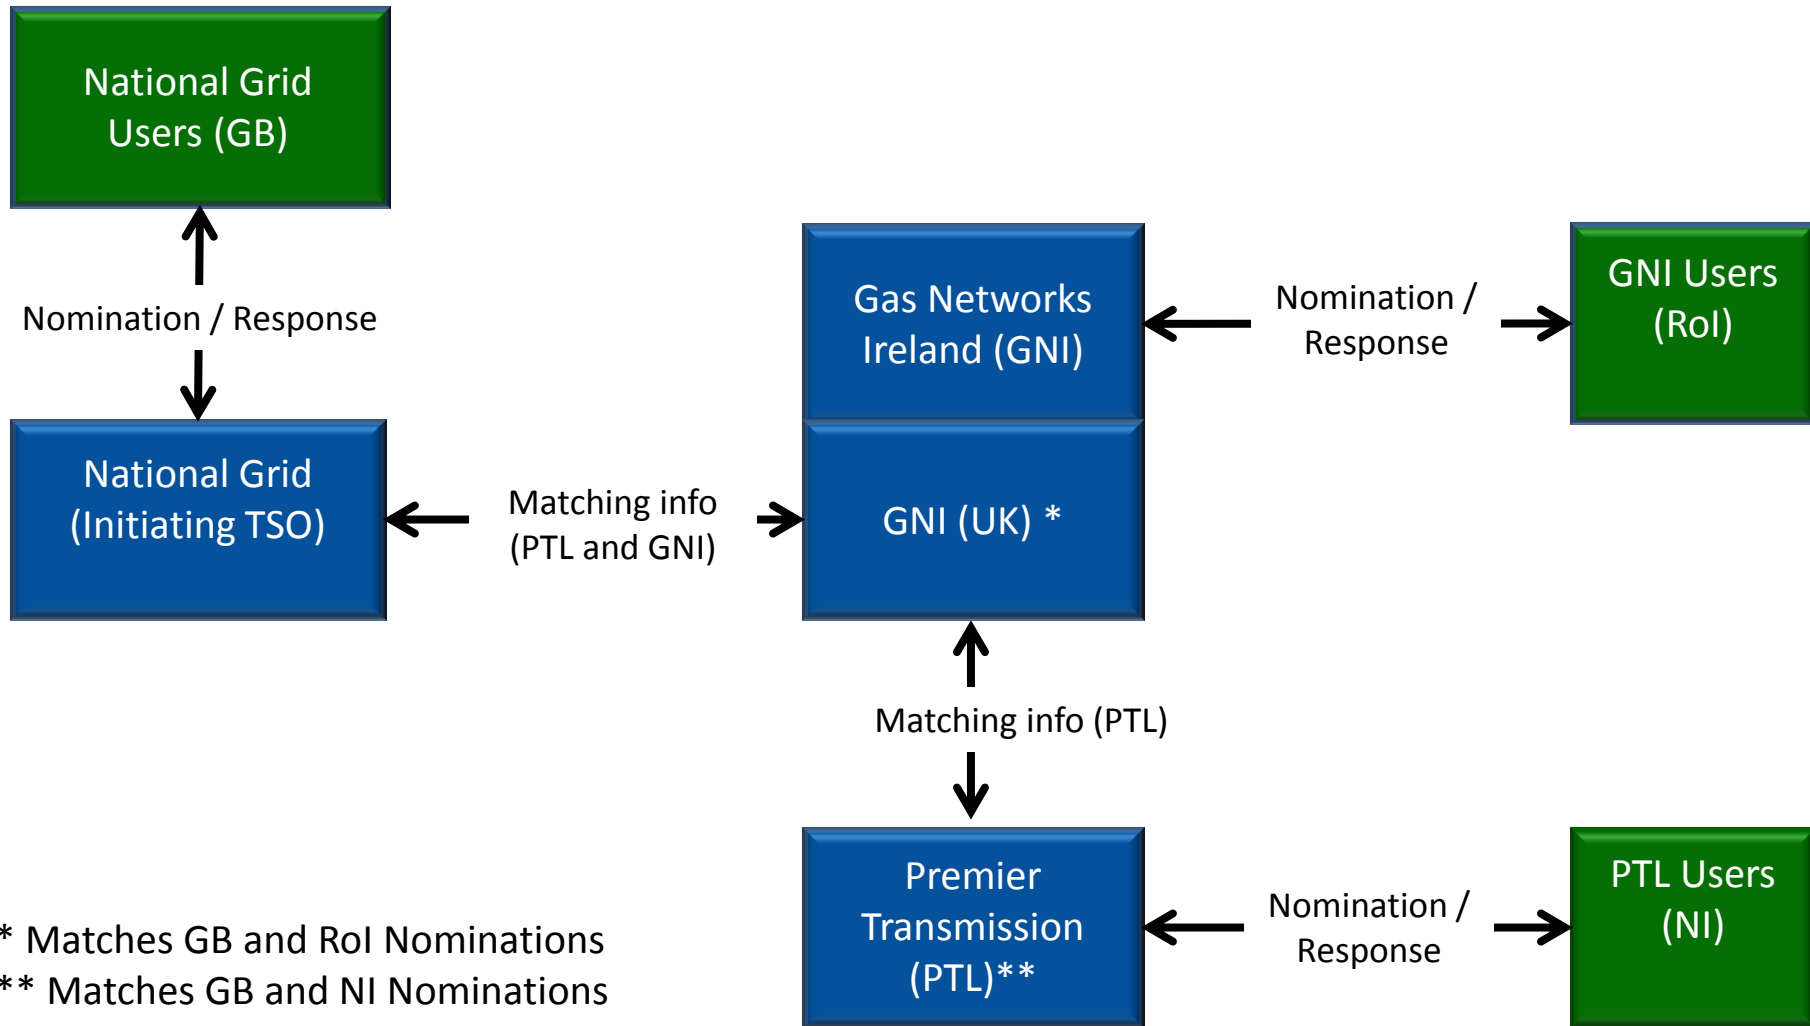 National Grid
Users (GB)
Nomination / Response
National Grid
(Initiating TSO)
Matching info
(PTL and GNI)
Gas Networks
Ireland (GNI)
GNI (UK) *
Nomination /
Response
GNI Users
(RoI)
Matching info (PTL)
Premier
Transmission
(PTL)**
Nomination /
Response
PTL Users
(NI)
* Matches GB and RoI Nominations
** Matches GB and NI Nominations